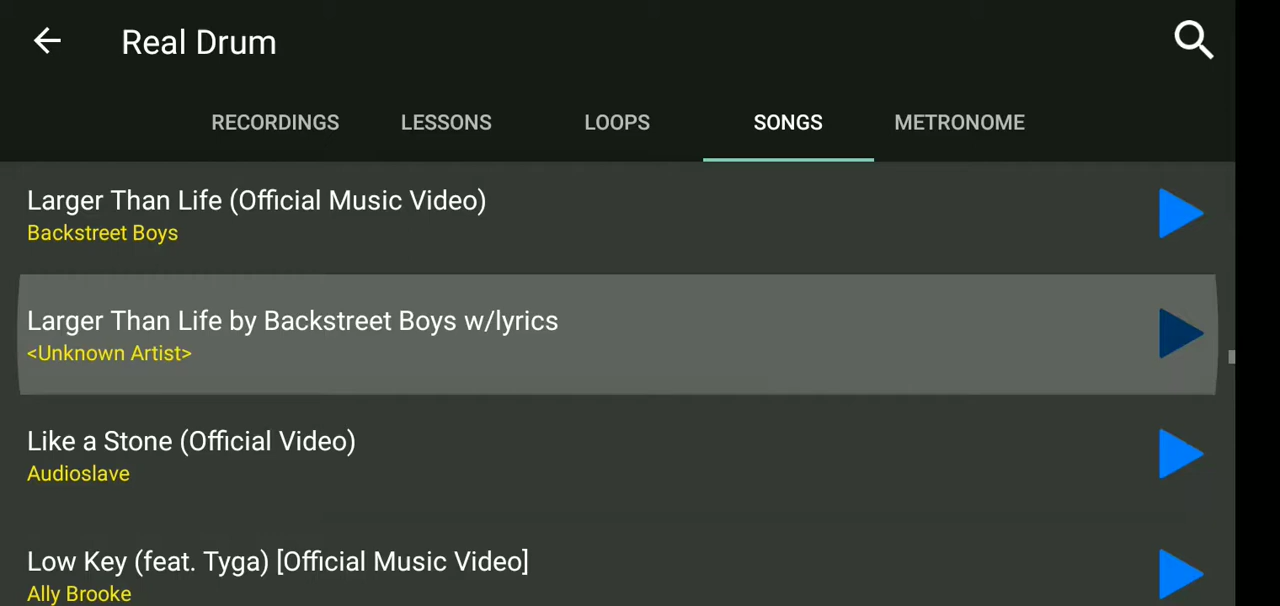 Real Drum
RECORDINGS LESSONS LOOPS SONGS METRONOME
Larger Than Life (Official Music Video)
Backstreet Boys
Larger Than Life by Backstreet Boys w/lyrics
<Unknown Artist>
Like a Stone (Official Video)
Audioslave
Low Key (feat. Tyga) [Official Music Video]
Ally Brooke